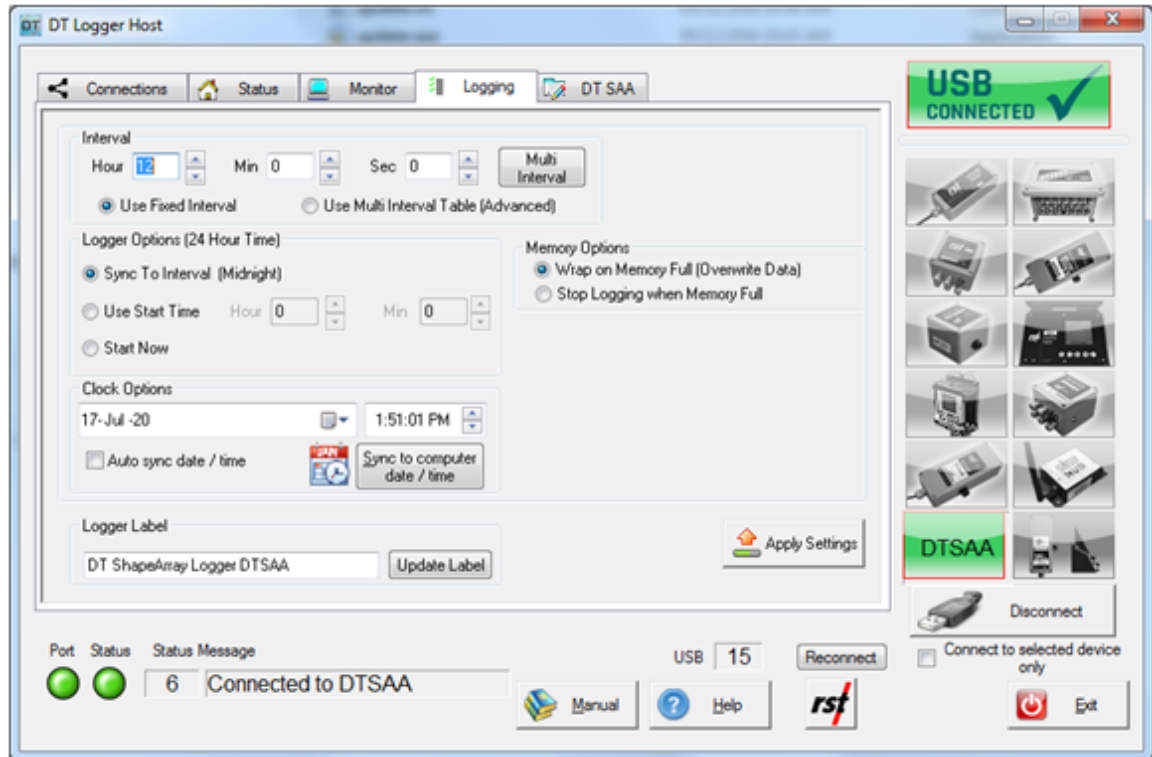 DT DT Logger Host
Connections Status Monitor Logging DT SAA
USB
CONNECTED
Interval
Hour 12 Min 0 Sec 0 Multi
Interval
Use Fixed Interval Use Multi Interval Table (Advanced)
Logger Options (24 Hour Time)
Sync To Interval (Midnight)
Use Start Time Hour 0 Min 0
Start Now
Memory Options
Wrap on Memory Full (Overwrite Data)
Stop Logging when Memory Full
Clock Options
17-Jul -20 1:51:01 PM
Auto sync date / time JAN Sync to computer
date / time
Logger Label
DT ShapeArray Logger DTSAA Update Label
Apply Settings
DTSAA
Disconnect
Connect to selected device
only
Port Status Status Message
6 Connected to DTSAA
USB 15 Reconnect
Manual Help rst Exit